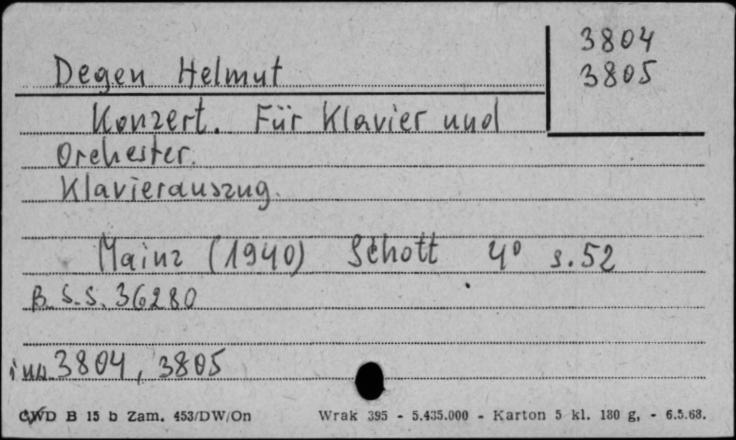 3804
3805
Degen Helmut
Konzert. Für Klavier und
Orchester.
Klavierauszug.
Mainz (1940) Schott 4° s. 52
B. S. S. 36280
inw. 3804, 3805
CWD B 15 b Zam. 453/DW/On Wrak 395 - 5.435.000 - Karton 5 kl. 180 g, - 6.5.68.